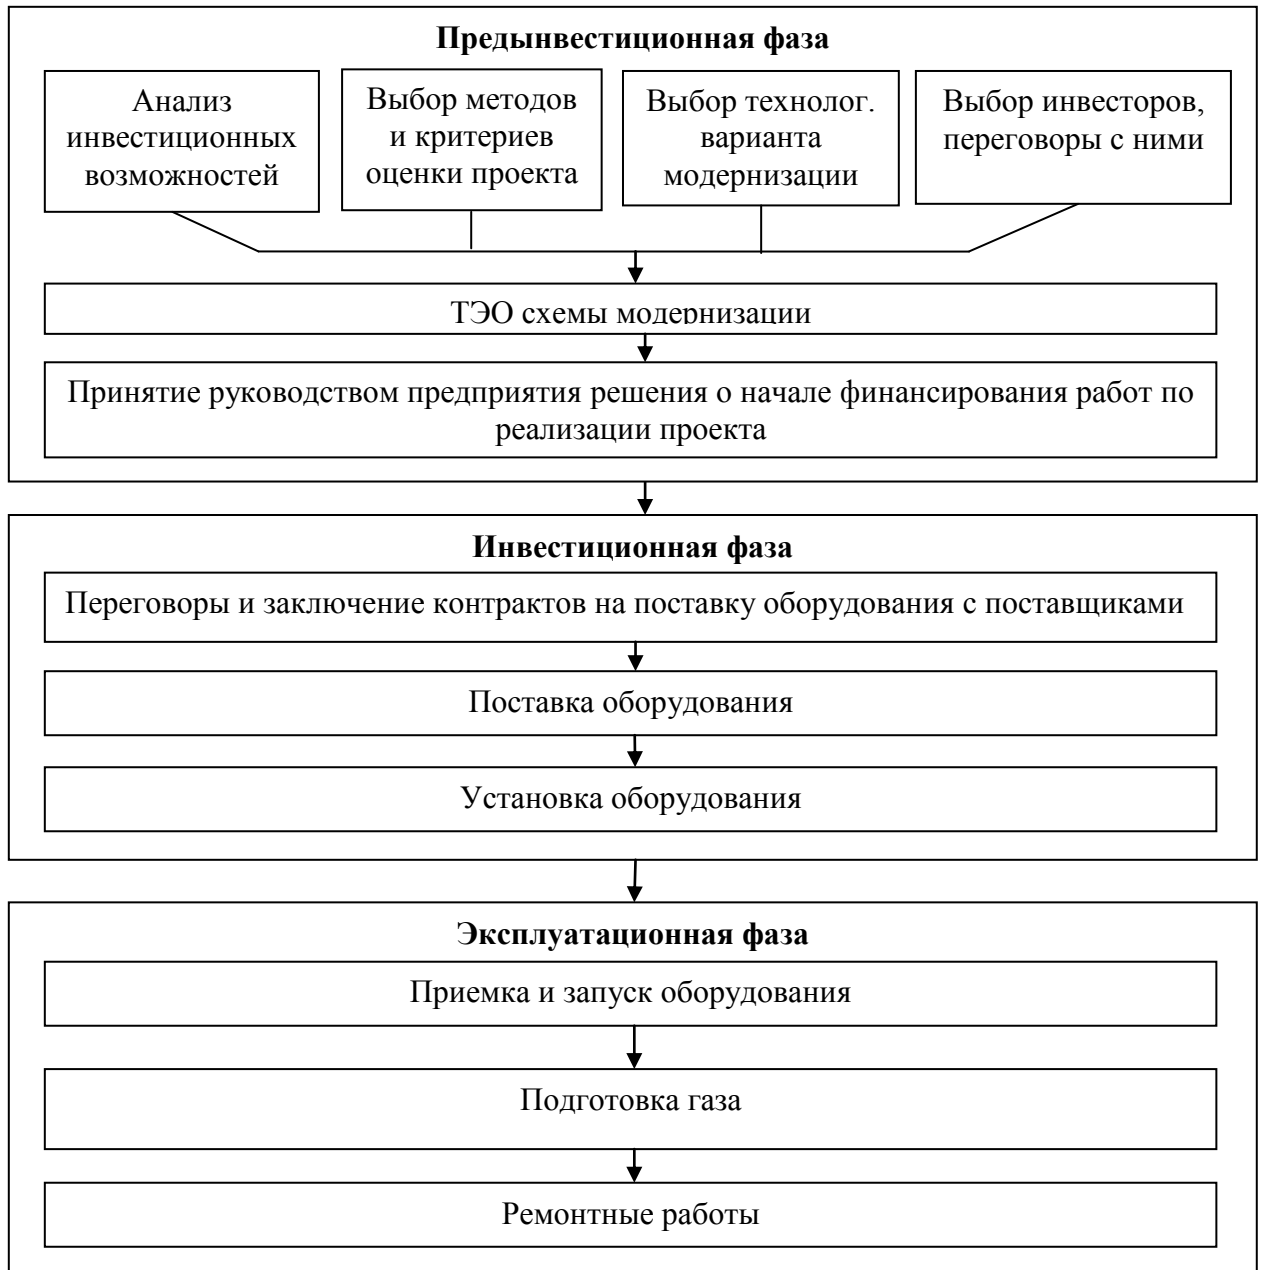 Предынвестиционная фаза
Анализ
инвестиционных
возможностей
Выбор методов
и критериев
оценки проекта
Выбор технолог.
варианта
модернизации
Выбор инвесторов,
переговоры с ними
ТЭО схемы модернизации
Принятие руководством предприятия решения о начале финансирования работ по
реализации проекта
Инвестиционная фаза
Переговоры и заключение контрактов на поставку оборудования с поставщиками
Поставка оборудования
Установка оборудования
Эксплуатационная фаза
Приемка и запуск оборудования
Подготовка газа
Ремонтные работы